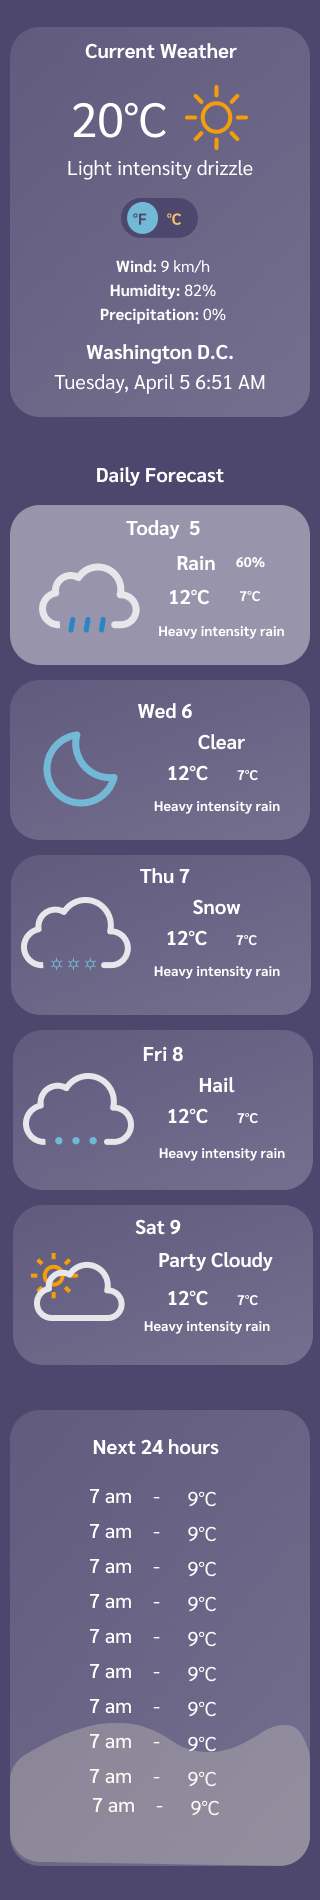 Current Weather
20°C
Light intensity drizzle
°F °C
Wind: 9 km/h
Humidity: 82%
Precipitation: 0%
Washington D.C.
Tuesday, April 5 6:51 AM
Daily Forecast
Today 5
Rain 60%
12°C 7°C
Heavy intensity rain
Wed 6
Clear
12°C 7°C
Heavy intensity rain
Thu 7
Snow
12°C 7°C
Heavy intensity rain
Fri 8
Hail
12°C 7°C
Heavy intensity rain
Sat 9
Party Cloudy
12°C 7°C
Heavy intensity rain
Next 24 hours
7 am - 9°C
7 am - 9°C
7 am - 9°C
7 am - 9°C
7 am - 9°C
7 am - 9°C
7 am - 9°C
7 am - 9°C
7 am - 9°C
7 am - 9°C